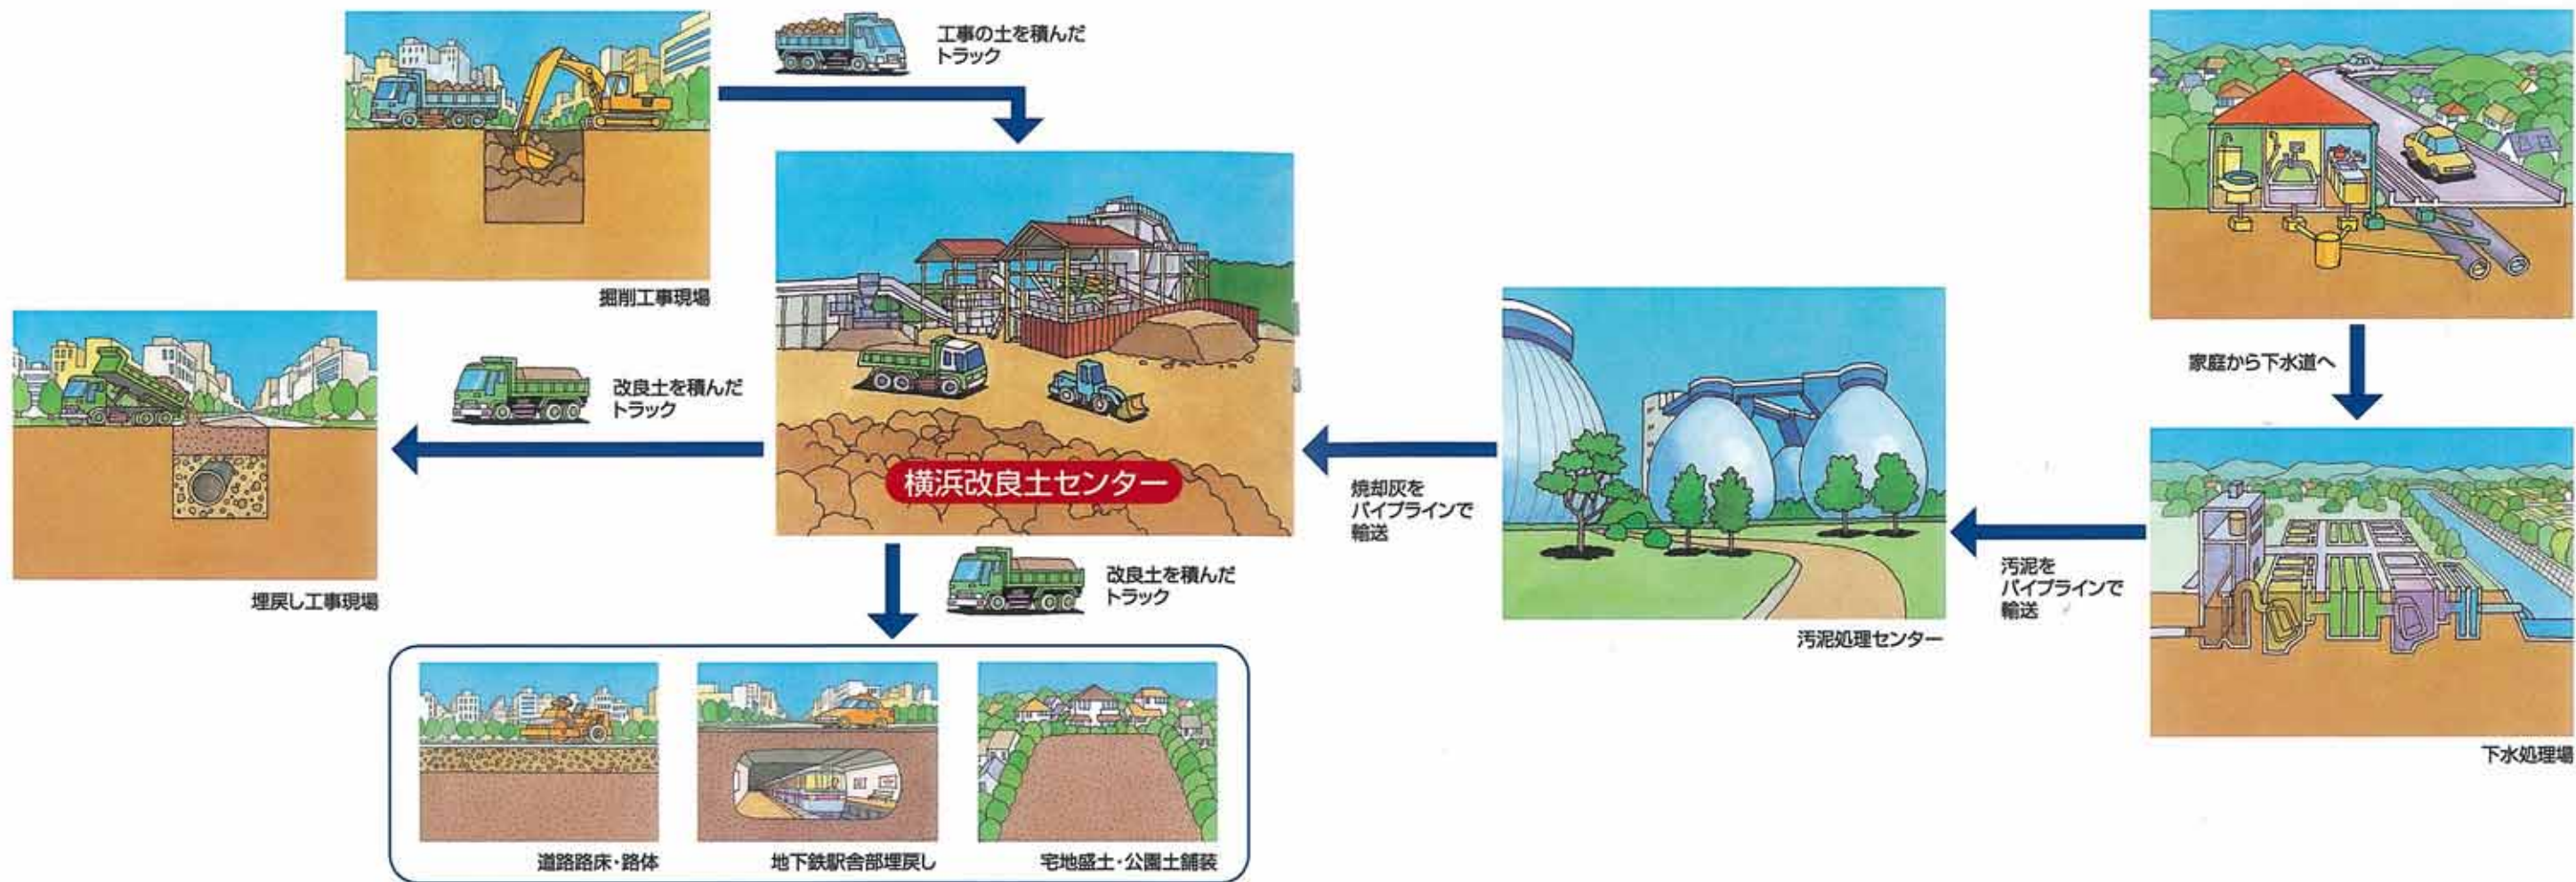 工事の土を積んだ
トラック
掘削工事現場
改良土を積んだ
トラック
埋戻し工事現場
横浜改良土センター
改良土を積んだ
トラック
道路路床・路体
地下鉄駅舎部埋戻し
宅地盛土・公園土舗装
焼却灰を
パイプラインで
輸送
汚泥処理センター
家庭から下水道へ
汚泥を
パイプラインで
輸送
下水処理場